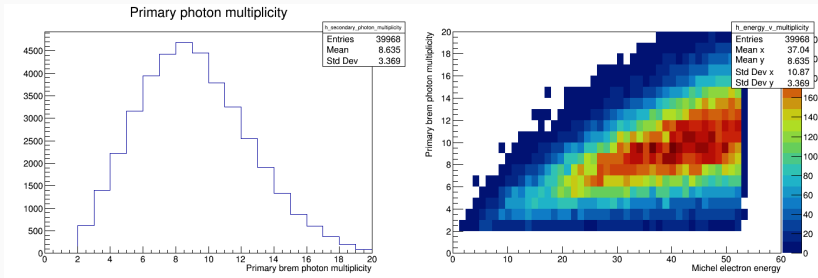 Primary photon multiplicity
h_secondary_photon_multiplicity
Entries 39968
Mean 8.635
Std Dev 3.369
4500
4000
3500
3000
2500
2000
1500
1000
500
0
0 2 4 6 8 10 12 14 16 18 20
Primary brem photon multiplicity
h_energy_v_multiplicity
Entries 39968
Mean x 37.04
Mean y 8.635
Std Dev x 10.87
Std Dev y 3.369
Primary brem photon multiplicity
20
18
16
14
12
10
8
6
4
2
0
0 10 20 30 40 50 60
Michel electron energy
160
140
120
100
80
60
40
20
0